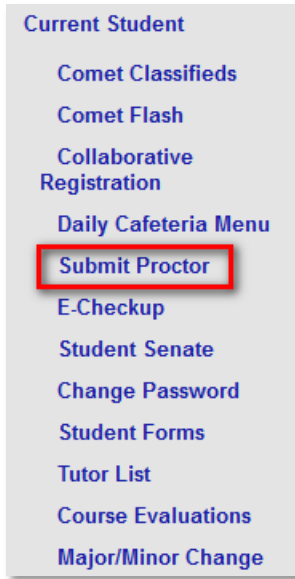 Current Student
Comet Classifieds
Comet Flash
Collaborative
Registration
Daily Cafeteria Menu
Submit Proctor
E-Checkup
Student Senate
Change Password
Student Forms
Tutor List
Course Evaluations
Major/Minor Change